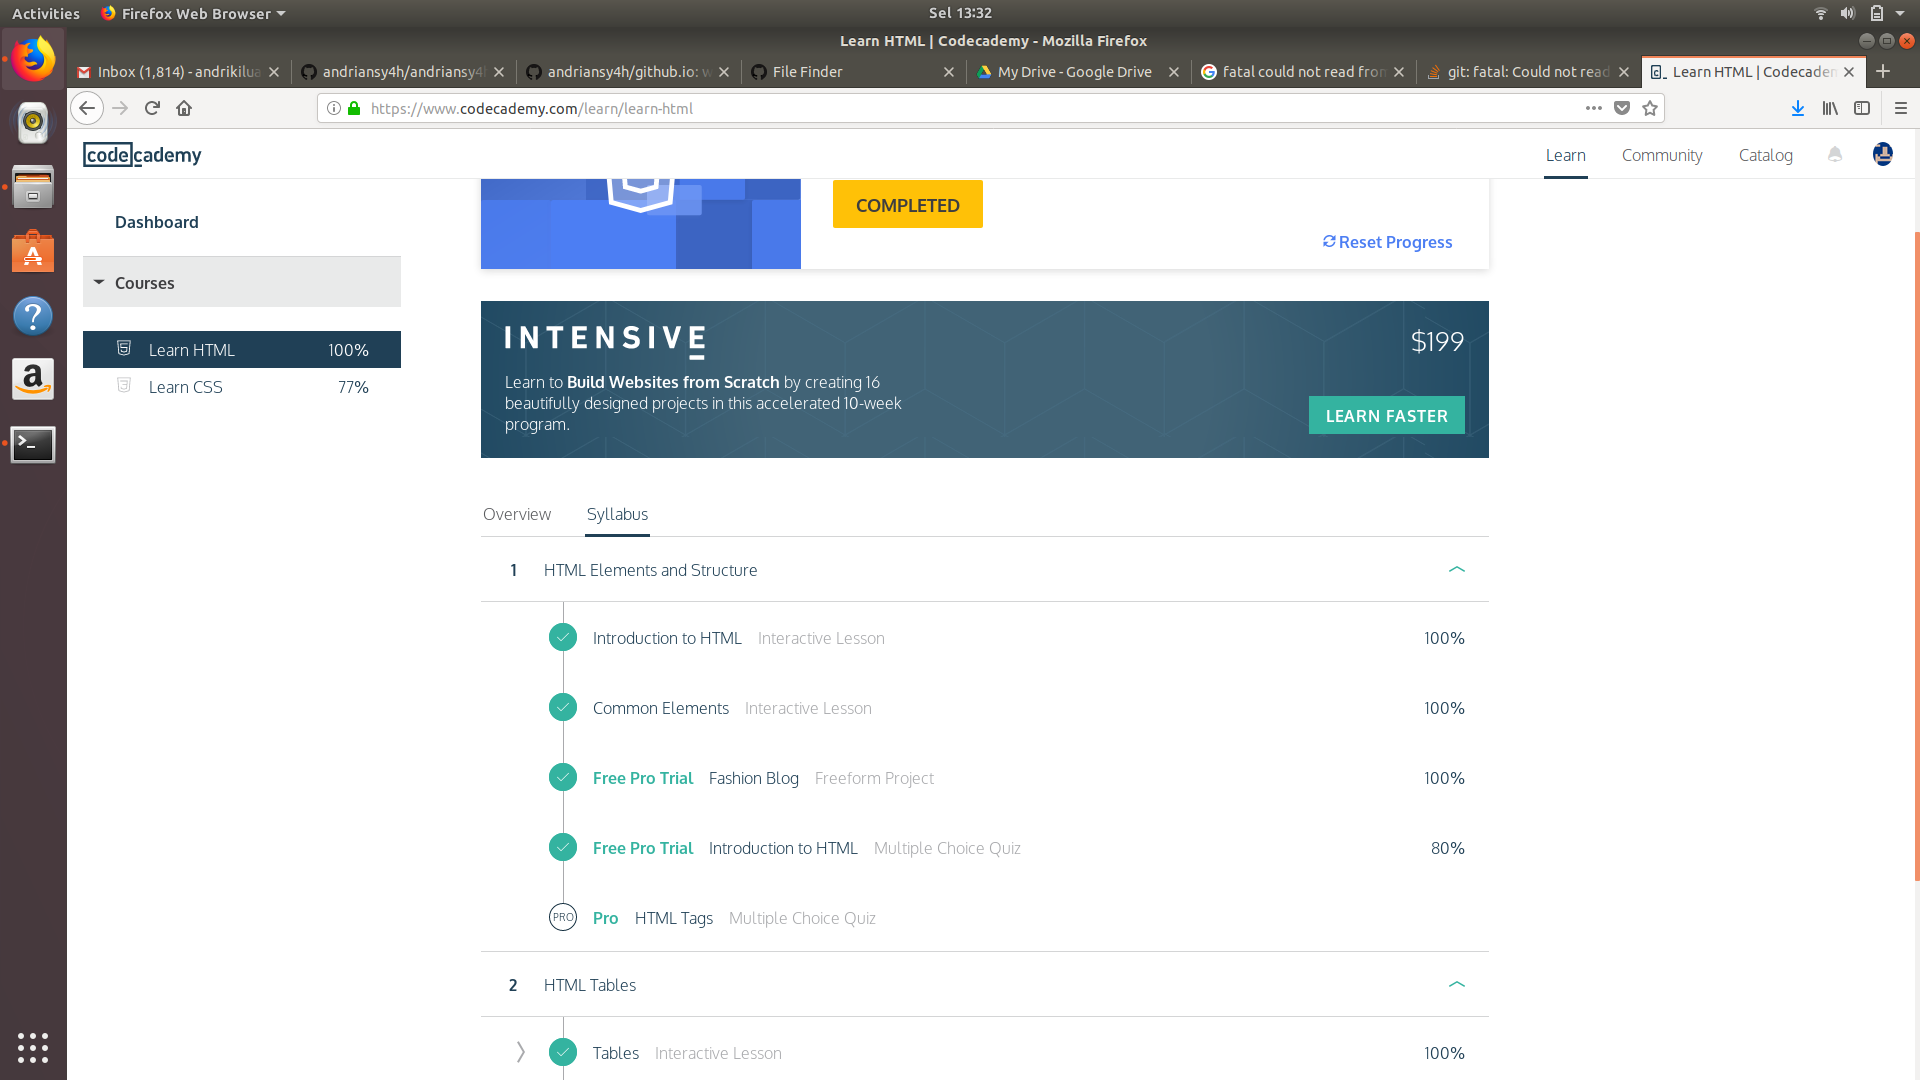 Activities
Firefox Web Browser
Sel 13:32
Learn HTML | Codecademy - Mozilla Firefox
Inbox (1,814) - andrikilua
andriansy4h/andriansy4h
andriansy4h/github.io: w
File Finder
My Drive - Google Drive
fatal could not read from
git: fatal: Could not read
Learn HTML | Codecadem
https://www.codecademy.com/learn/learn-html
codecademy
Learn
Community
Catalog
Dashboard
Courses
Learn HTML 100%
Learn CSS 77%
COMPLETED
Reset Progress
INTENSIVE
$199
Learn to Build Websites from Scratch by creating 16
beautifully designed projects in this accelerated 10-week
program.
LEARN FASTER
Overview
Syllabus
1 HTML Elements and Structure
Introduction to HTML Interactive Lesson 100%
Common Elements Interactive Lesson 100%
Free Pro Trial Fashion Blog Freeform Project 100%
Free Pro Trial Introduction to HTML Multiple Choice Quiz 80%
PRO Pro HTML Tags Multiple Choice Quiz
2 HTML Tables
Tables Interactive Lesson 100%